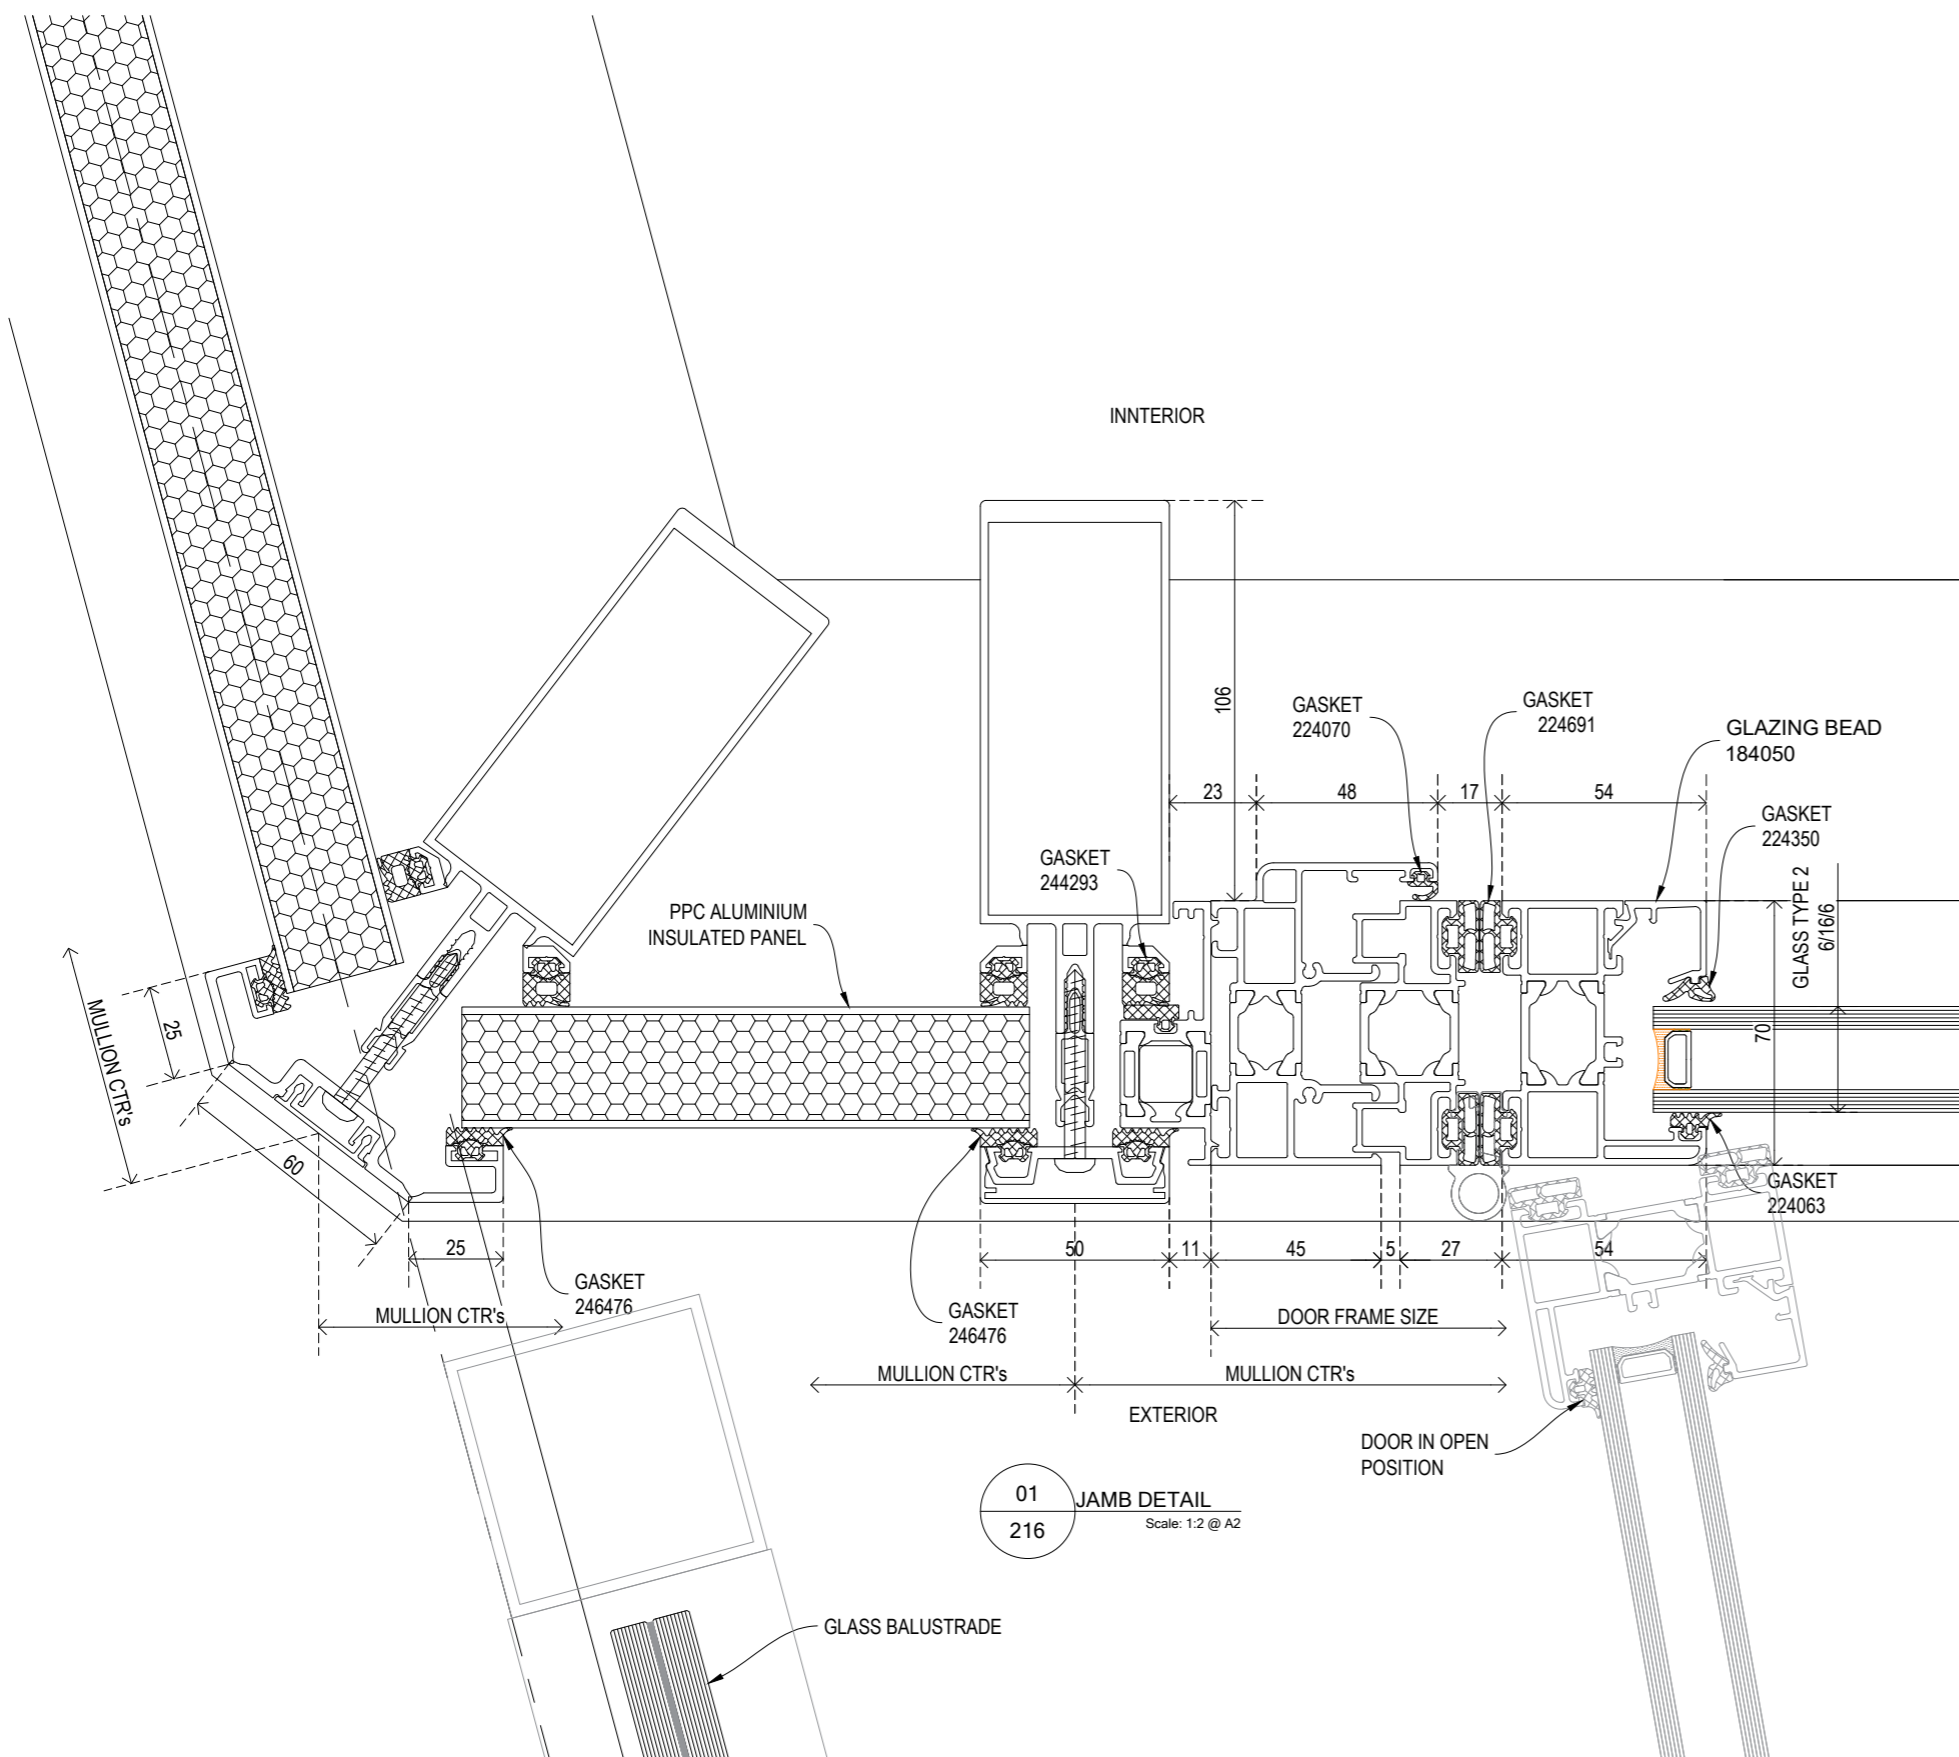 INNTERIOR
106
GASKET
224070
GASKET
224691
GLAZING BEAD
184050
23
48
17
54
GASKET
224350
GASKET
244293
GLASS TYPE 2
6/16/6
70
PPC ALUMINIUM
INSULATED PANEL
MULLION CTR's
25
60
25
GASKET
246476
MULLION CTR's
50
11
45
5
27
54
GASKET
224063
GASKET
246476
DOOR FRAME SIZE
MULLION CTR's
MULLION CTR's
EXTERIOR
DOOR IN OPEN
POSITION
01
216
JAMB DETAIL
Scale: 1:2 @ A2
GLASS BALUSTRADE